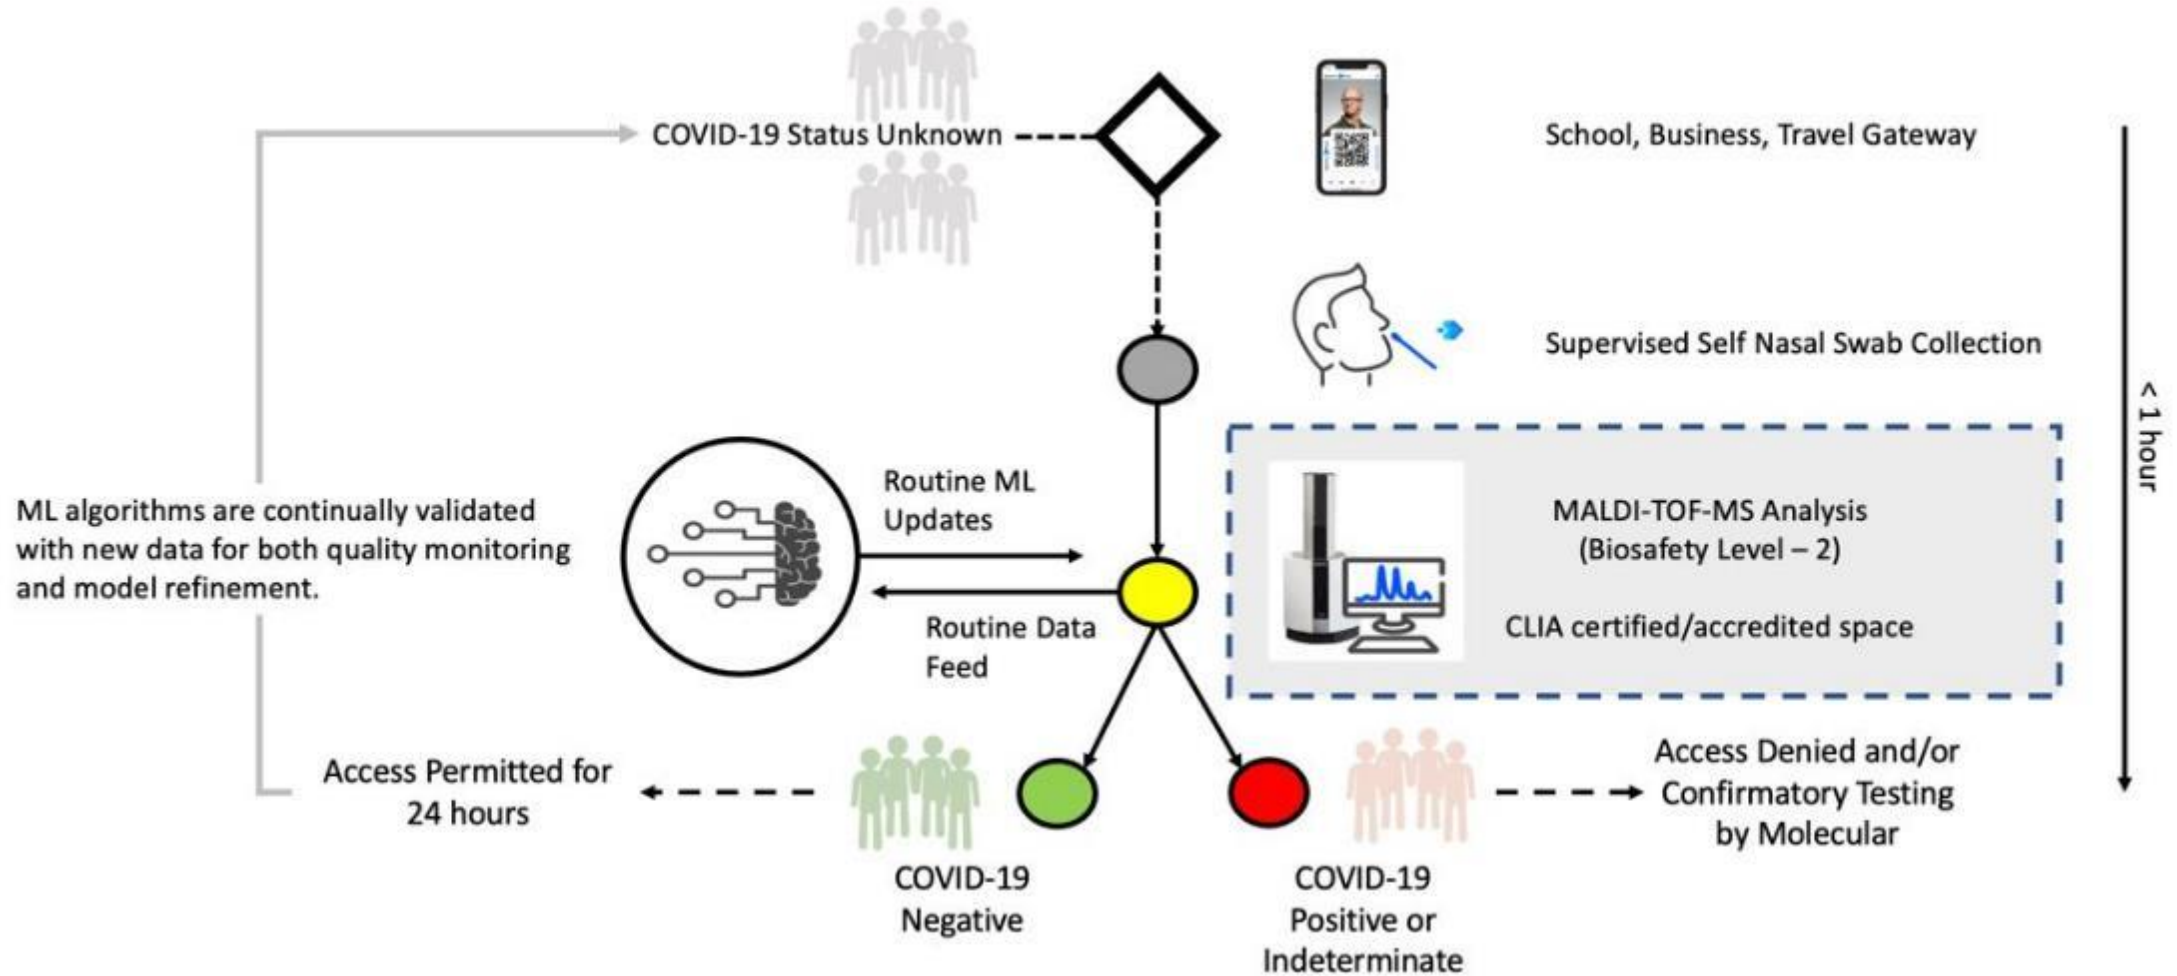 COVID-19 Status Unknown
School, Business, Travel Gateway
Supervised Self Nasal Swab Collection
< 1 hour
Routine ML
Updates
ML algorithms are continually validated
with new data for both quality monitoring
and model refinement.
MALDI-TOF-MS Analysis
(Biosafety Level – 2)
CLIA certified/accredited space
Routine Data
Feed
Access Permitted for
24 hours
Access Denied and/or
Confirmatory Testing
by Molecular
COVID-19
Negative
COVID-19
Positive or
Indeterminate